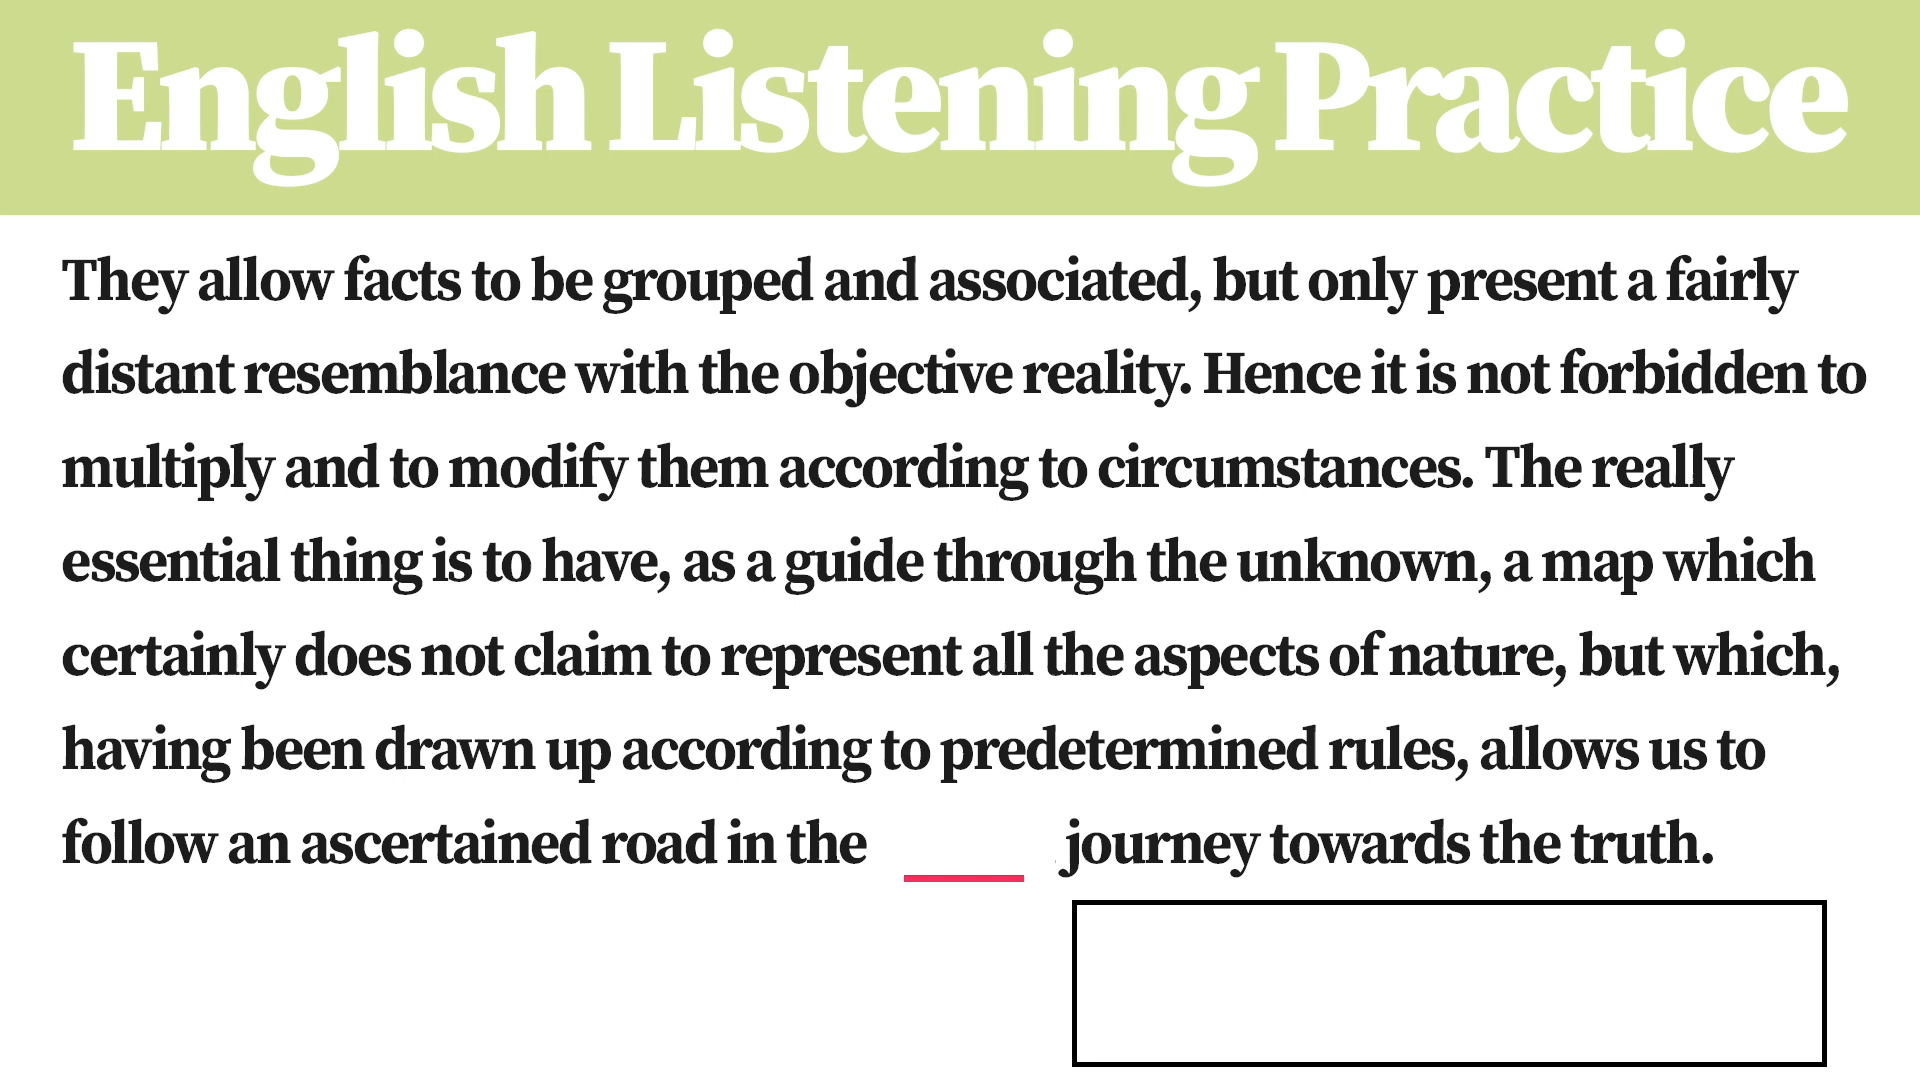 English Listening Practice
They allow facts to be grouped and associated, but only present a fairly
distant resemblance with the objective reality. Hence it is not forbidden to
multiply and to modify them according to circumstances. The really
essential thing is to have, as a guide through the unknown, a map which
certainly does not claim to represent all the aspects of nature, but which,
having been drawn up according to predetermined rules, allows us to
follow an ascertained road in the journey towards the truth.